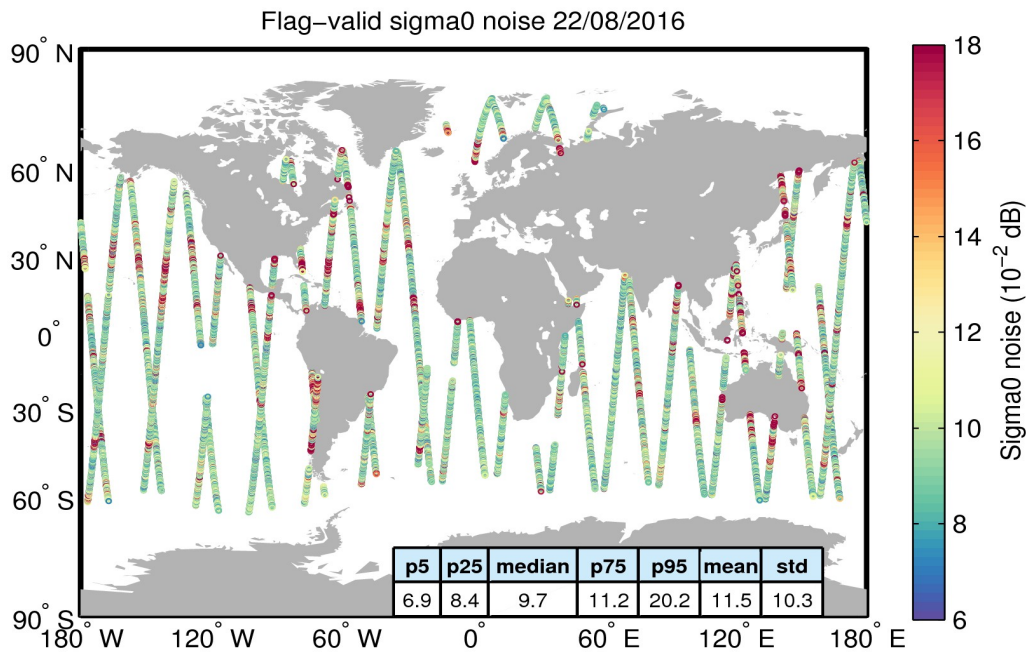 Flag−valid sigma0 noise 22/08/2016
90° N
60° N
30° N
0°
30° S
60° S
90° S
180° W
120° W
60° W
0°
60° E
120° E
180° E
p5 p25 median p75 p95 mean std
6.9 8.4 9.7 11.2 20.2 11.5 10.3
18
16
14
12
10
8
6
Sigma0 noise (10⁻² dB)